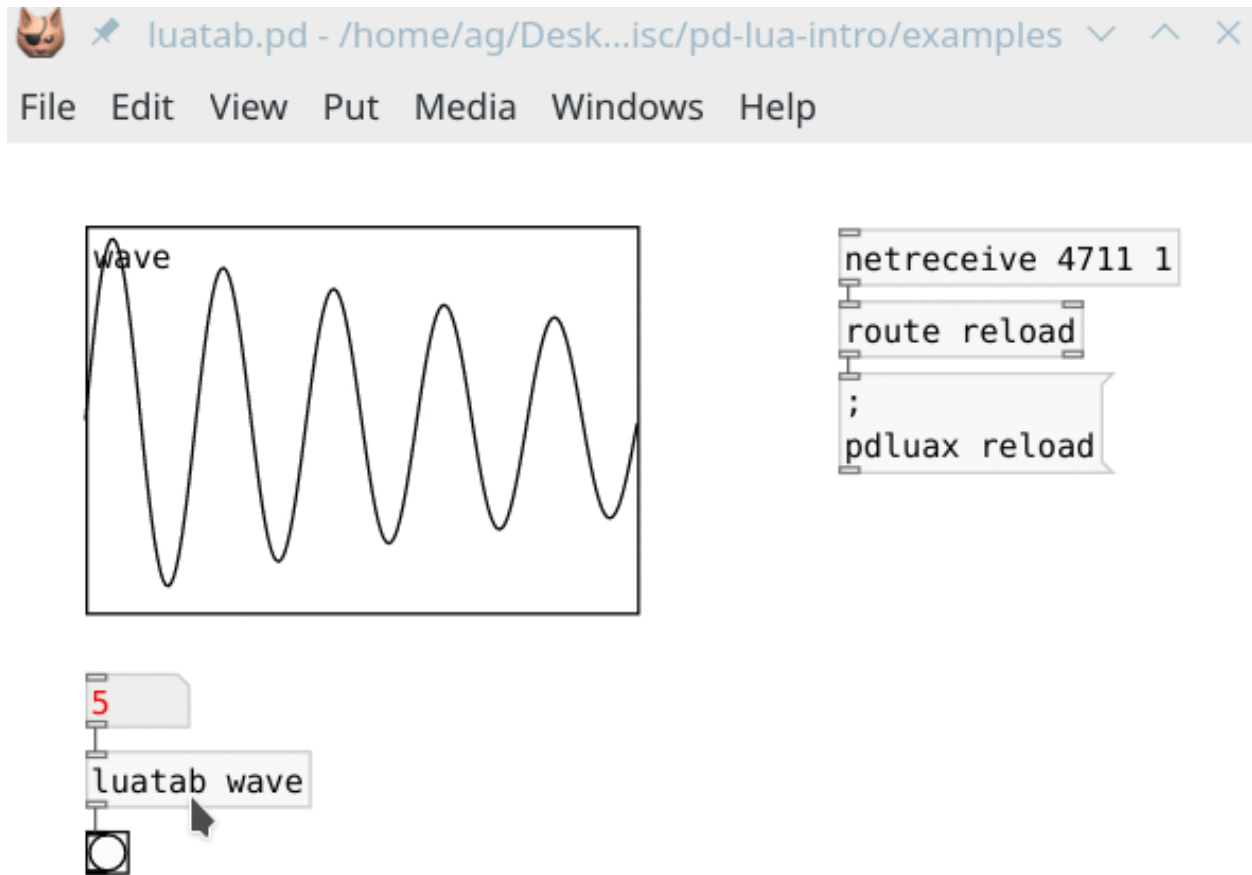 luatab.pd - /home/ag/Desk...isc/pd-lua-intro/examples
File Edit View Put Media Windows Help
wave
netreceive 4711 1
route reload
;
pdluax reload
5
luatab wave